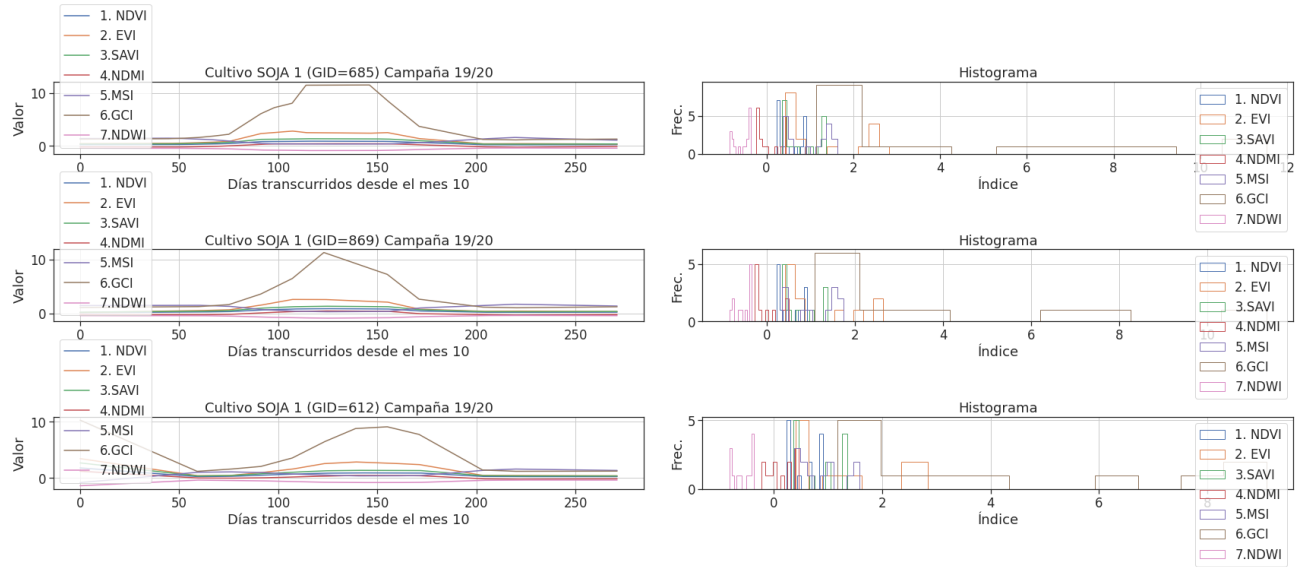 1. NDVI
2. EVI
3.SAVI
4.NDMI
5.MSI
6.GCI
7.NDWI
Cultivo SOJA 1 (GID=685) Campaña 19/20
Valor
10
0
0
50
100
150
200
250
Días transcurridos desde el mes 10
Histograma
Frec.
5
0
0
2
4
6
8
10
12
Índice
1. NDVI
2. EVI
3.SAVI
4.NDMI
5.MSI
6.GCI
7.NDWI
1. NDVI
2. EVI
3.SAVI
4.NDMI
5.MSI
6.GCI
7.NDWI
Cultivo SOJA 1 (GID=869) Campaña 19/20
Valor
10
0
0
50
100
150
200
250
Días transcurridos desde el mes 10
Histograma
Frec.
5
0
0
2
4
6
8
10
Índice
1. NDVI
2. EVI
3.SAVI
4.NDMI
5.MSI
6.GCI
7.NDWI
1. NDVI
2. EVI
3.SAVI
4.NDMI
5.MSI
6.GCI
7.NDWI
Cultivo SOJA 1 (GID=612) Campaña 19/20
Valor
10
0
0
50
100
150
200
250
Días transcurridos desde el mes 10
Histograma
Frec.
5
0
0
2
4
6
8
Índice
1. NDVI
2. EVI
3.SAVI
4.NDMI
5.MSI
6.GCI
7.NDWI